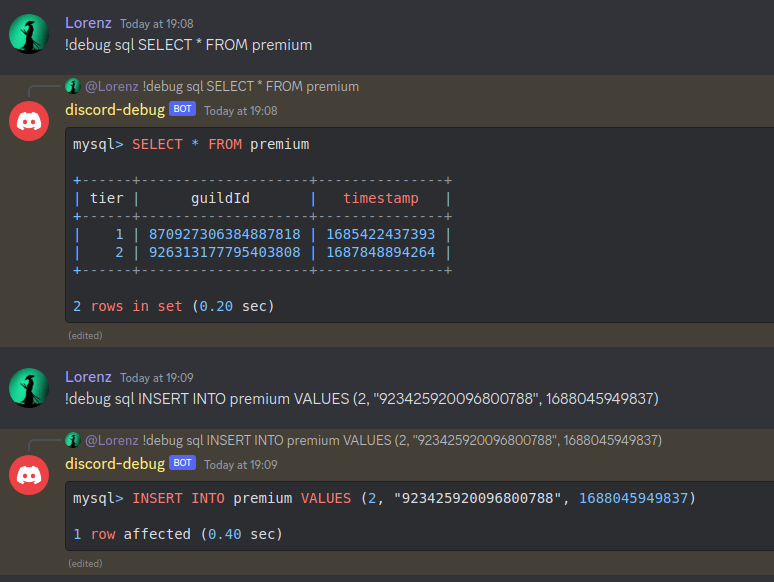 Lorenz Today at 19:08
!debug sql SELECT * FROM premium
@Lorenz !debug sql SELECT * FROM premium
discord-debug BOT Today at 19:08
mysql> SELECT * FROM premium
+------+--------------------+---------------+
| tier | guildId | timestamp |
+------+--------------------+---------------+
| 1 | 870927306384887818 | 1685422437393 |
| 2 | 926313177795403808 | 1687848894264 |
+------+--------------------+---------------+
2 rows in set (0.20 sec)
(edited)
Lorenz Today at 19:09
!debug sql INSERT INTO premium VALUES (2, "923425920096800788", 1688045949837)
@Lorenz !debug sql INSERT INTO premium VALUES (2, "923425920096800788", 1688045949837)
discord-debug BOT Today at 19:09
mysql> INSERT INTO premium VALUES (2, "923425920096800788", 1688045949837)
1 row affected (0.40 sec)
(edited)